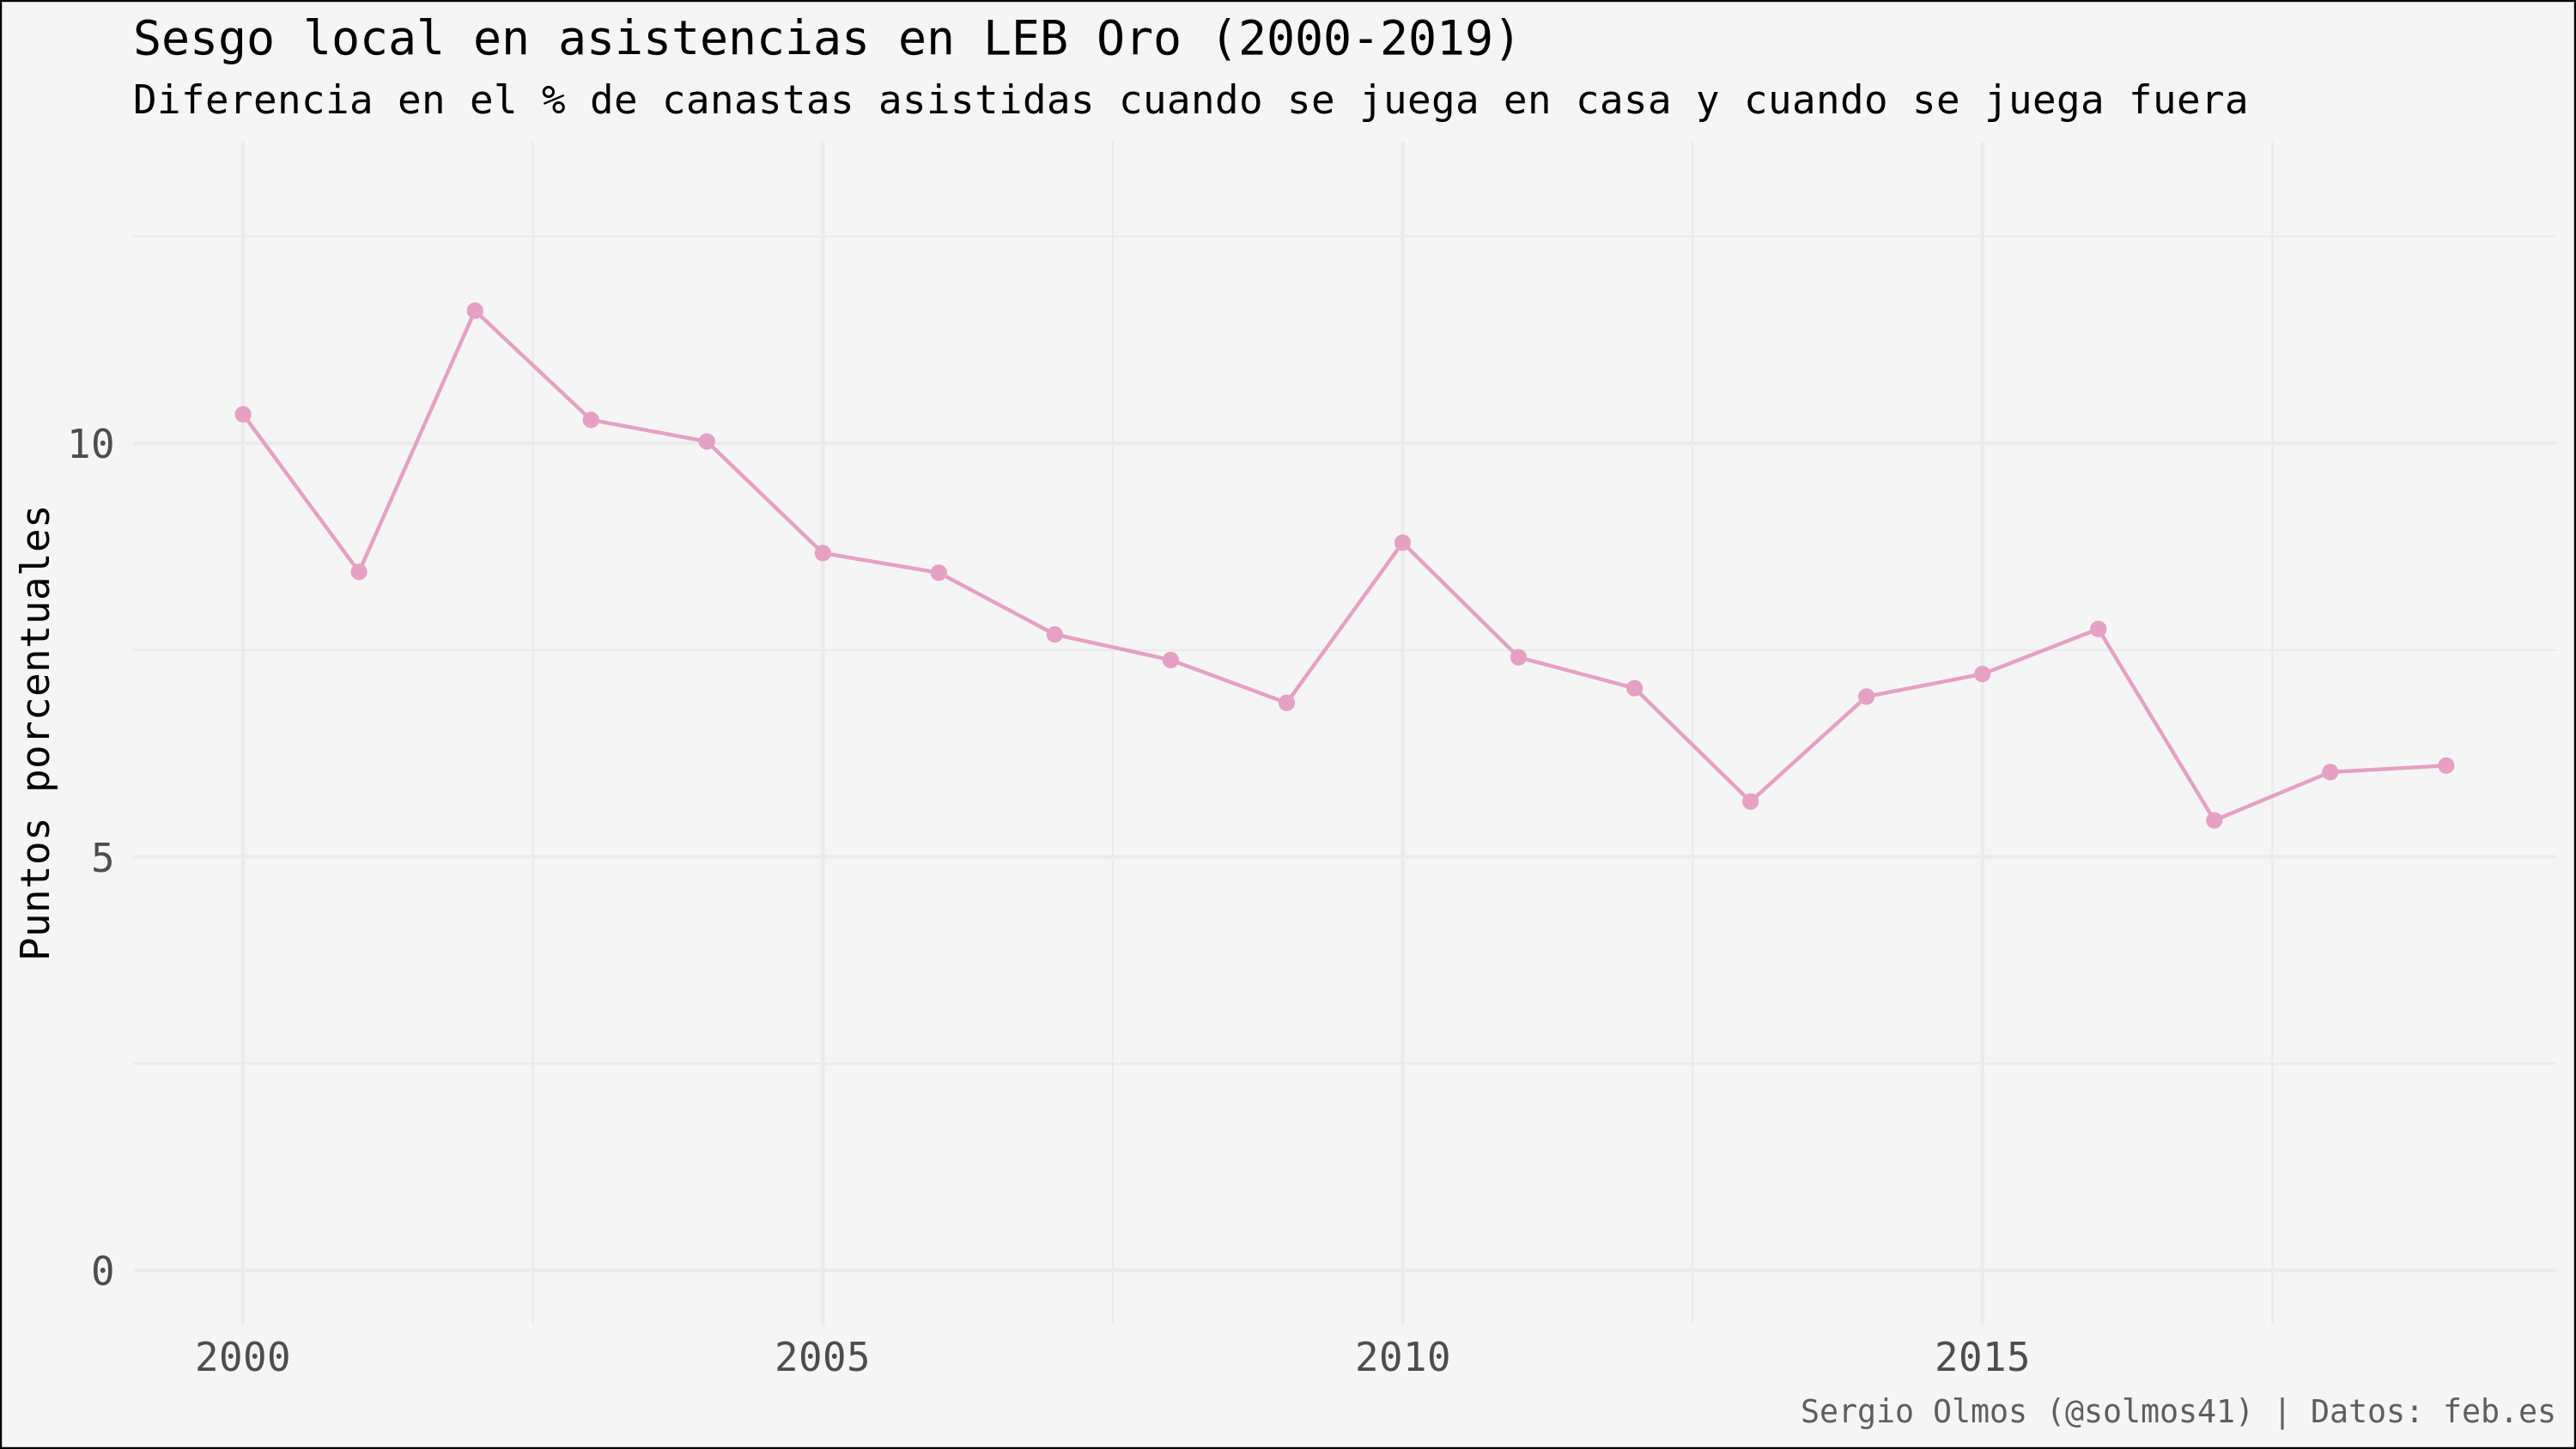 Sesgo local en asistencias en LEB Oro (2000-2019)
Diferencia en el % de canastas asistidas cuando se juega en casa y cuando se juega fuera
Puntos porcentuales
10
5
0
2000 2005 2010 2015
Sergio Olmos (@solmos41) | Datos: feb.es